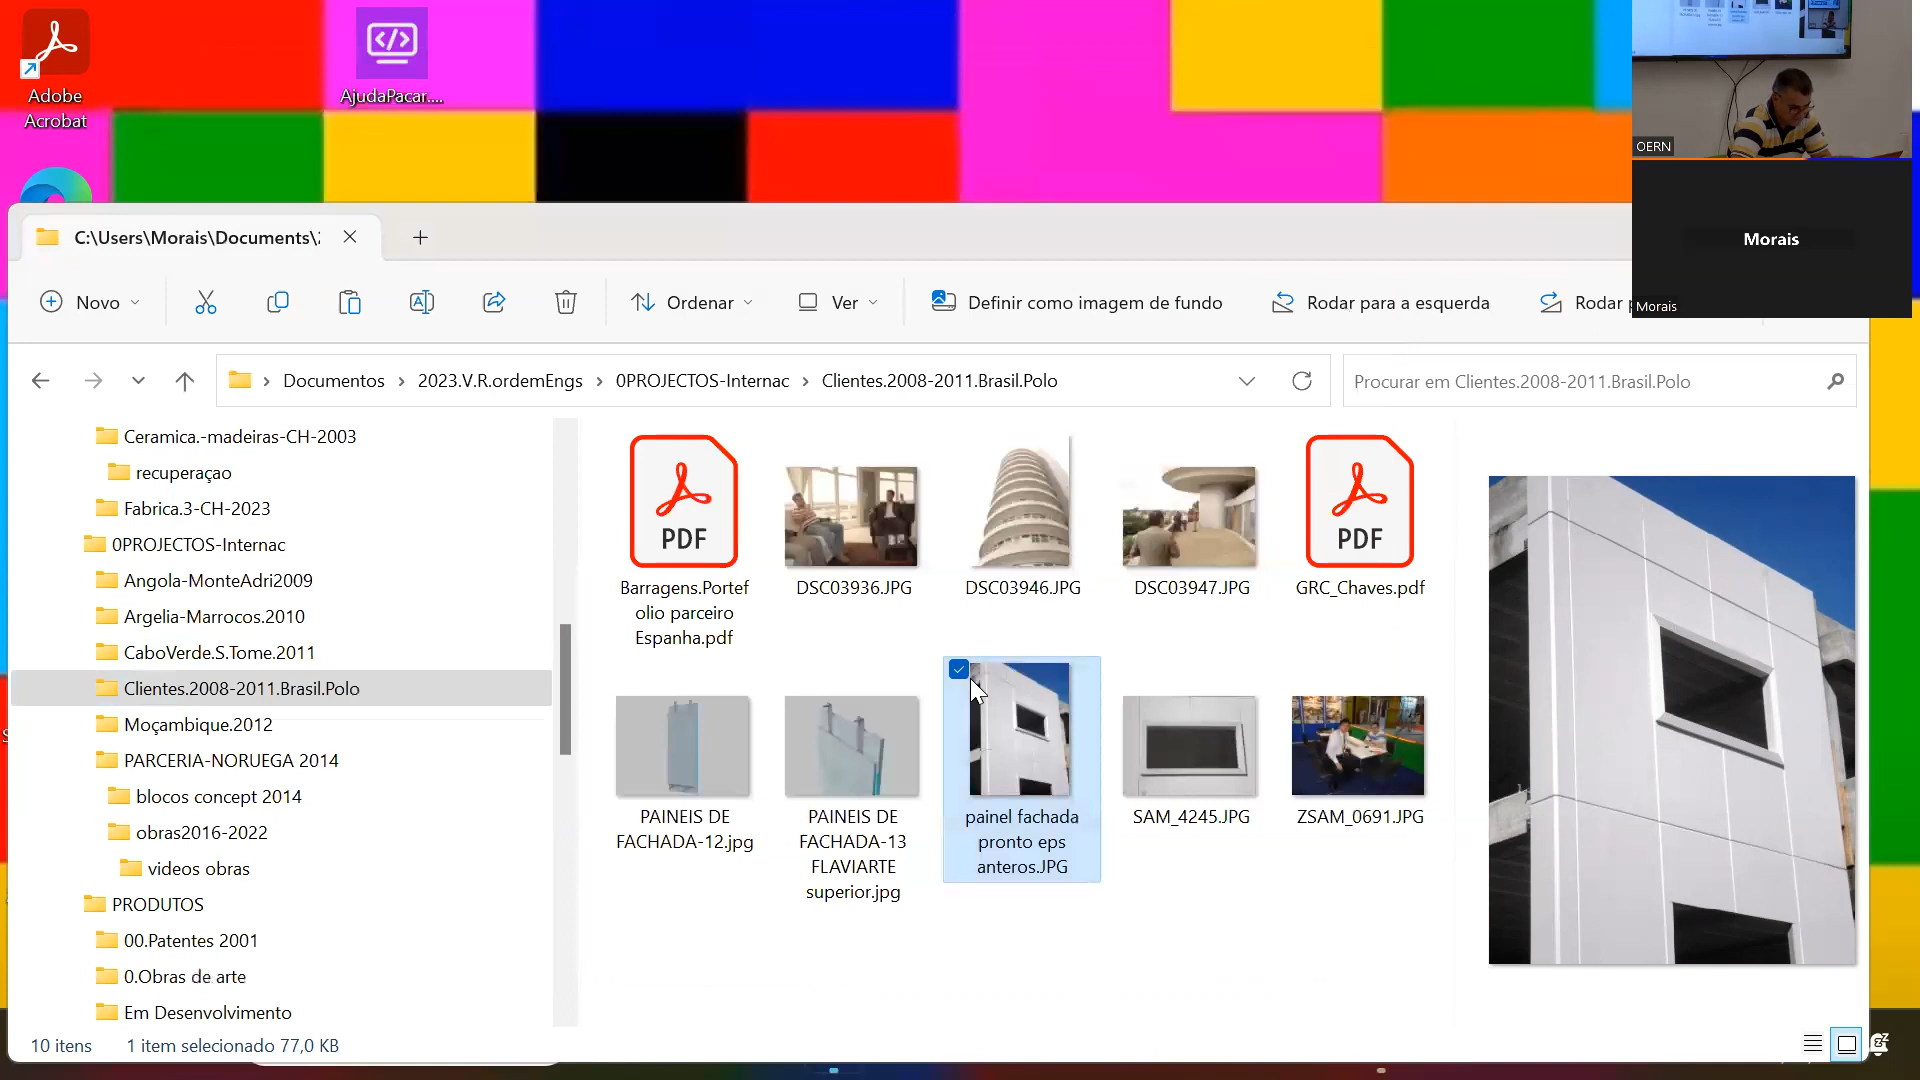 Adobe
Acrobat
AjudaPacar....
OERN
Morais
Morais
C:\Users\Morais\Documents\
Novo
Ordenar
Ver
Definir como imagem de fundo
Rodar para a esquerda
Rodar
Documentos > 2023.V.R.ordemEngs > 0PROJECTOS-Internac > Clientes.2008-2011.Brasil.Polo
Procurar em Clientes.2008-2011.Brasil.Polo
Ceramica.-madeiras-CH-2003
recuperaçao
Fabrica.3-CH-2023
0PROJECTOS-Internac
Angola-MonteAdri2009
Argelia-Marrocos.2010
CaboVerde.S.Tome.2011
Clientes.2008-2011.Brasil.Polo
Moçambique.2012
PARCERIA-NORUEGA 2014
blocos concept 2014
obras2016-2022
videos obras
PRODUTOS
00.Patentes 2001
0.Obras de arte
Em Desenvolvimento
PDF
Barragens.Portef
olio parceiro
Espanha.pdf
DSC03936.JPG
DSC03946.JPG
DSC03947.JPG
PDF
GRC_Chaves.pdf
PAINEIS DE
FACHADA-12.jpg
PAINEIS DE
FACHADA-13
FLAVIARTE
superior.jpg
painel fachada
pronto eps
anteros.JPG
SAM_4245.JPG
ZSAM_0691.JPG
10 itens
1 item selecionado 77,0 KB